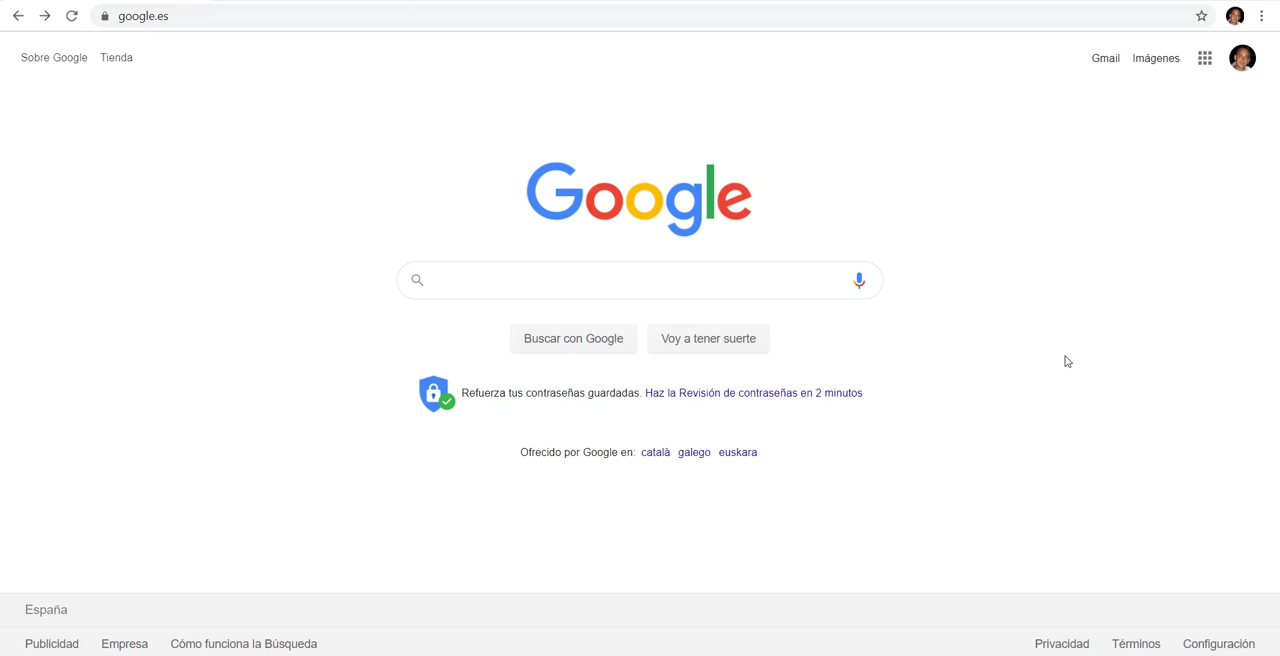 google.es
Sobre Google Tienda
Gmail Imágenes
Google
Buscar con Google Voy a tener suerte
Refuerza tus contraseñas guardadas. Haz la Revisión de contraseñas en 2 minutos
Ofrecido por Google en: català galego euskara
España
Publicidad Empresa Cómo funciona la Búsqueda
Privacidad Términos Configuración